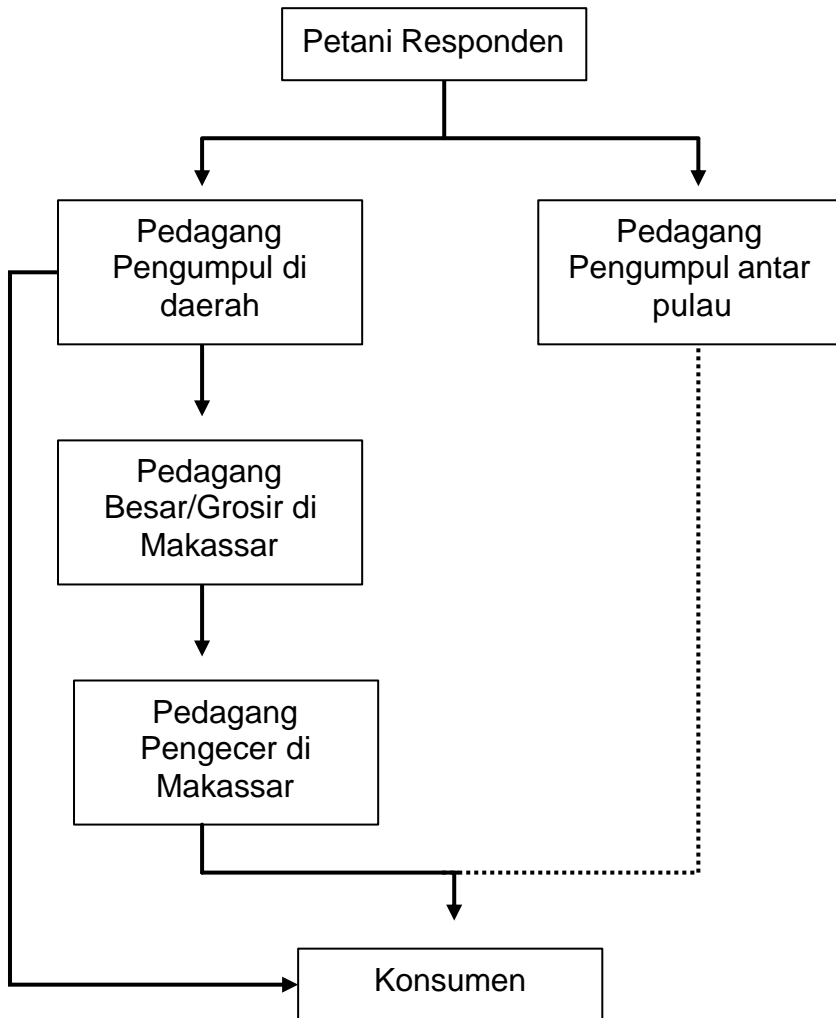 Petani Responden
Pedagang
Pengumpul di
daerah
Pedagang
Pengumpul antar
pulau
Pedagang
Besar/Grosir di
Makassar
Pedagang
Pengecer di
Makassar
Konsumen